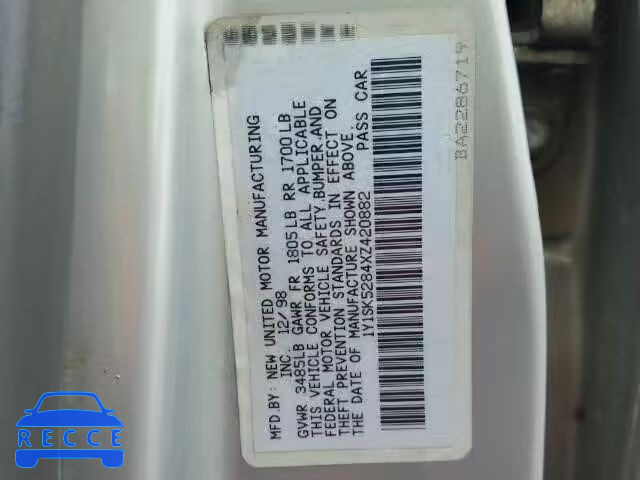 MFD.BY: NEW UNITED MOTOR MANUFACTURING
INC. 12/98
GVWR 3485LB GAWR FR 1805LB RR 1700LB
THIS VEHICLE CONFORMS TO ALL APPLICABLE
FEDERAL MOTOR VEHICLE SAFETY,BUMPER,AND
THEFT PREVENTION STANDARDS IN EFFECT ON
THE DATE OF MANUFACTURE SHOWN ABOVE.
1Y1SK5284XZ420882 PASS CAR
BA2286719
RECCE